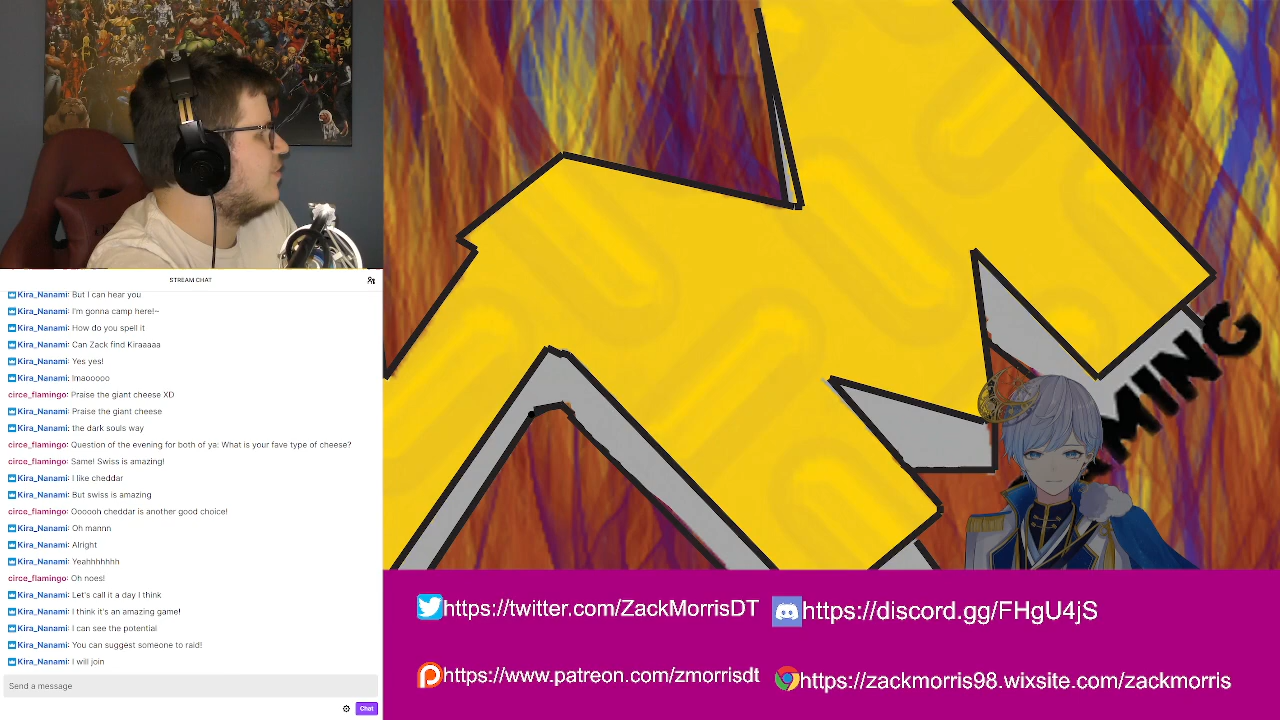 STREAM CHAT
Kira_Nanami: But I can hear you
Kira_Nanami: I'm gonna camp here!~
Kira_Nanami: How do you spell it
Kira_Nanami: Can Zack find Kiraaaaa
Kira_Nanami: Yes yes!
Kira_Nanami: lmaooooo
circe_flamingo: Praise the giant cheese XD
Kira_Nanami: Praise the giant cheese
Kira_Nanami: the dark souls way
circe_flamingo: Question of the evening for both of ya: What is your fave type of cheese?
circe_flamingo: Same! Swiss is amazing!
Kira_Nanami: I like cheddar
Kira_Nanami: But swiss is amazing
circe_flamingo: Oooooh cheddar is another good choice!
Kira_Nanami: Oh mannn
Kira_Nanami: Alright
Kira_Nanami: Yeahhhhhhh
circe_flamingo: Oh noes!
Kira_Nanami: Let's call it a day I think
Kira_Nanami: I think it's an amazing game!
Kira_Nanami: I can see the potential
Kira_Nanami: You can suggest someone to raid!
Kira_Nanami: I will join
Send a message
Chat
MING
https://twitter.com/ZackMorrisDT
https://discord.gg/FHgU4jS
https://www.patreon.com/zmorrisdt
https://zackmorris98.wixsite.com/zackmorris